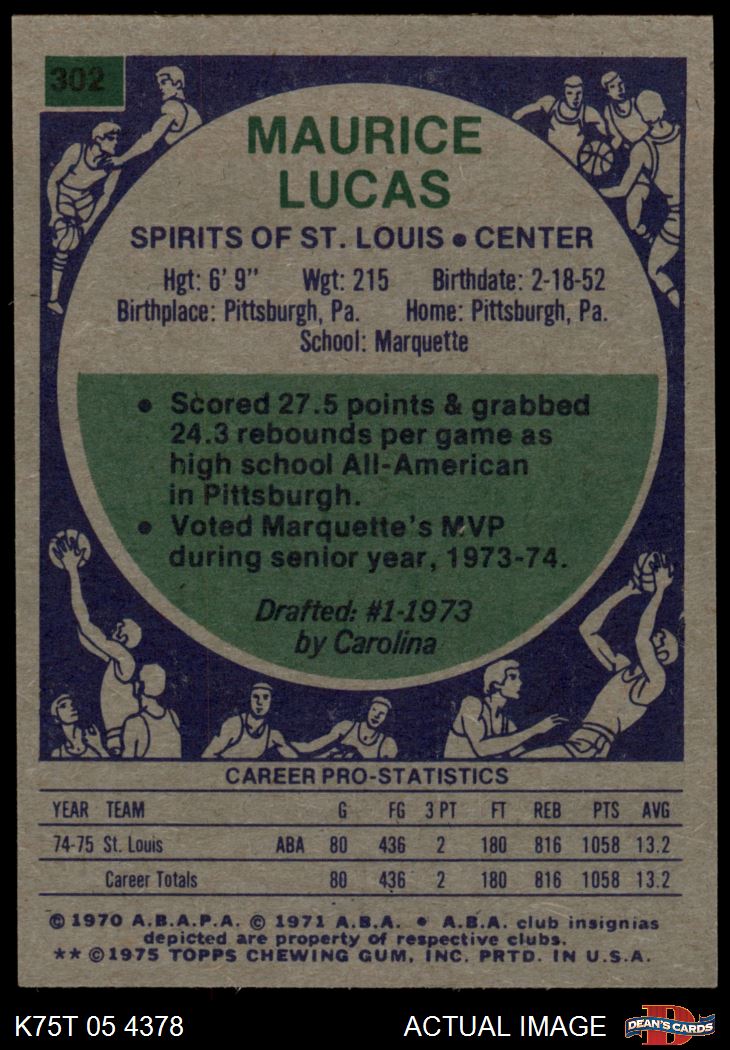 302
MAURICE
LUCAS
SPIRITS OF ST. LOUIS • CENTER
Hgt: 6' 9" Wgt: 215 Birthdate: 2-18-52
Birthplace: Pittsburgh, Pa. Home: Pittsburgh, Pa.
School: Marquette
• Scored 27.5 points & grabbed
24.3 rebounds per game as
high school All-American
in Pittsburgh.
• Voted Marquette's MVP
during senior year, 1973-74.
Drafted: #1-1973
by Carolina
CAREER PRO-STATISTICS
YEAR TEAM G FG 3 PT FT REB PTS AVG
74-75 St. Louis ABA 80 436 2 180 816 1058 13.2
Career Totals 80 436 2 180 816 1058 13.2
© 1970 A.B.A.P.A. © 1971 A.B.A. • A.B.A. club insignias
depicted are property of respective clubs.
** © 1975 TOPPS CHEWING GUM, INC. PRTD. IN U.S.A.
K75T 05 4378 ACTUAL IMAGE D DEAN'S CARDS